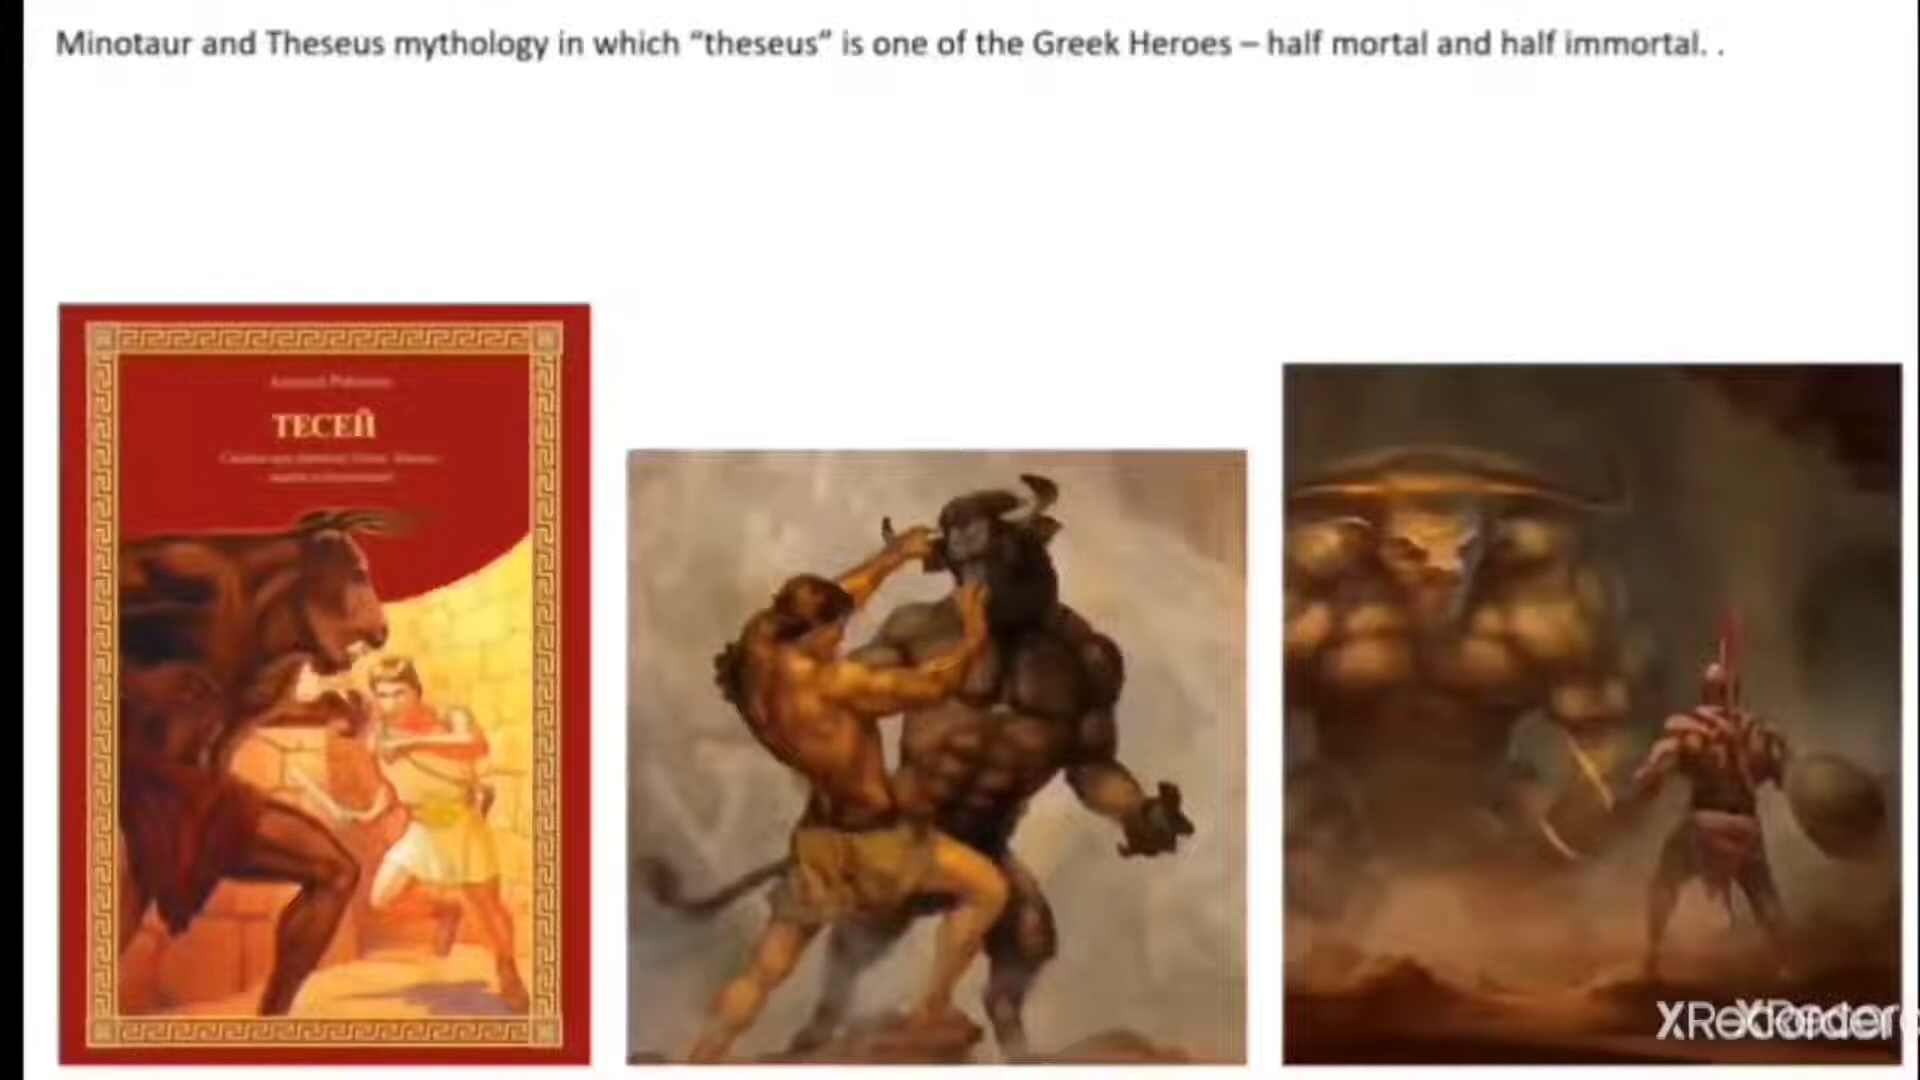 Minotaur and Theseus mythology in which “theseus” is one of the Greek Heroes – half mortal and half immortal. .
ТЕСЕЙ
XRecorder